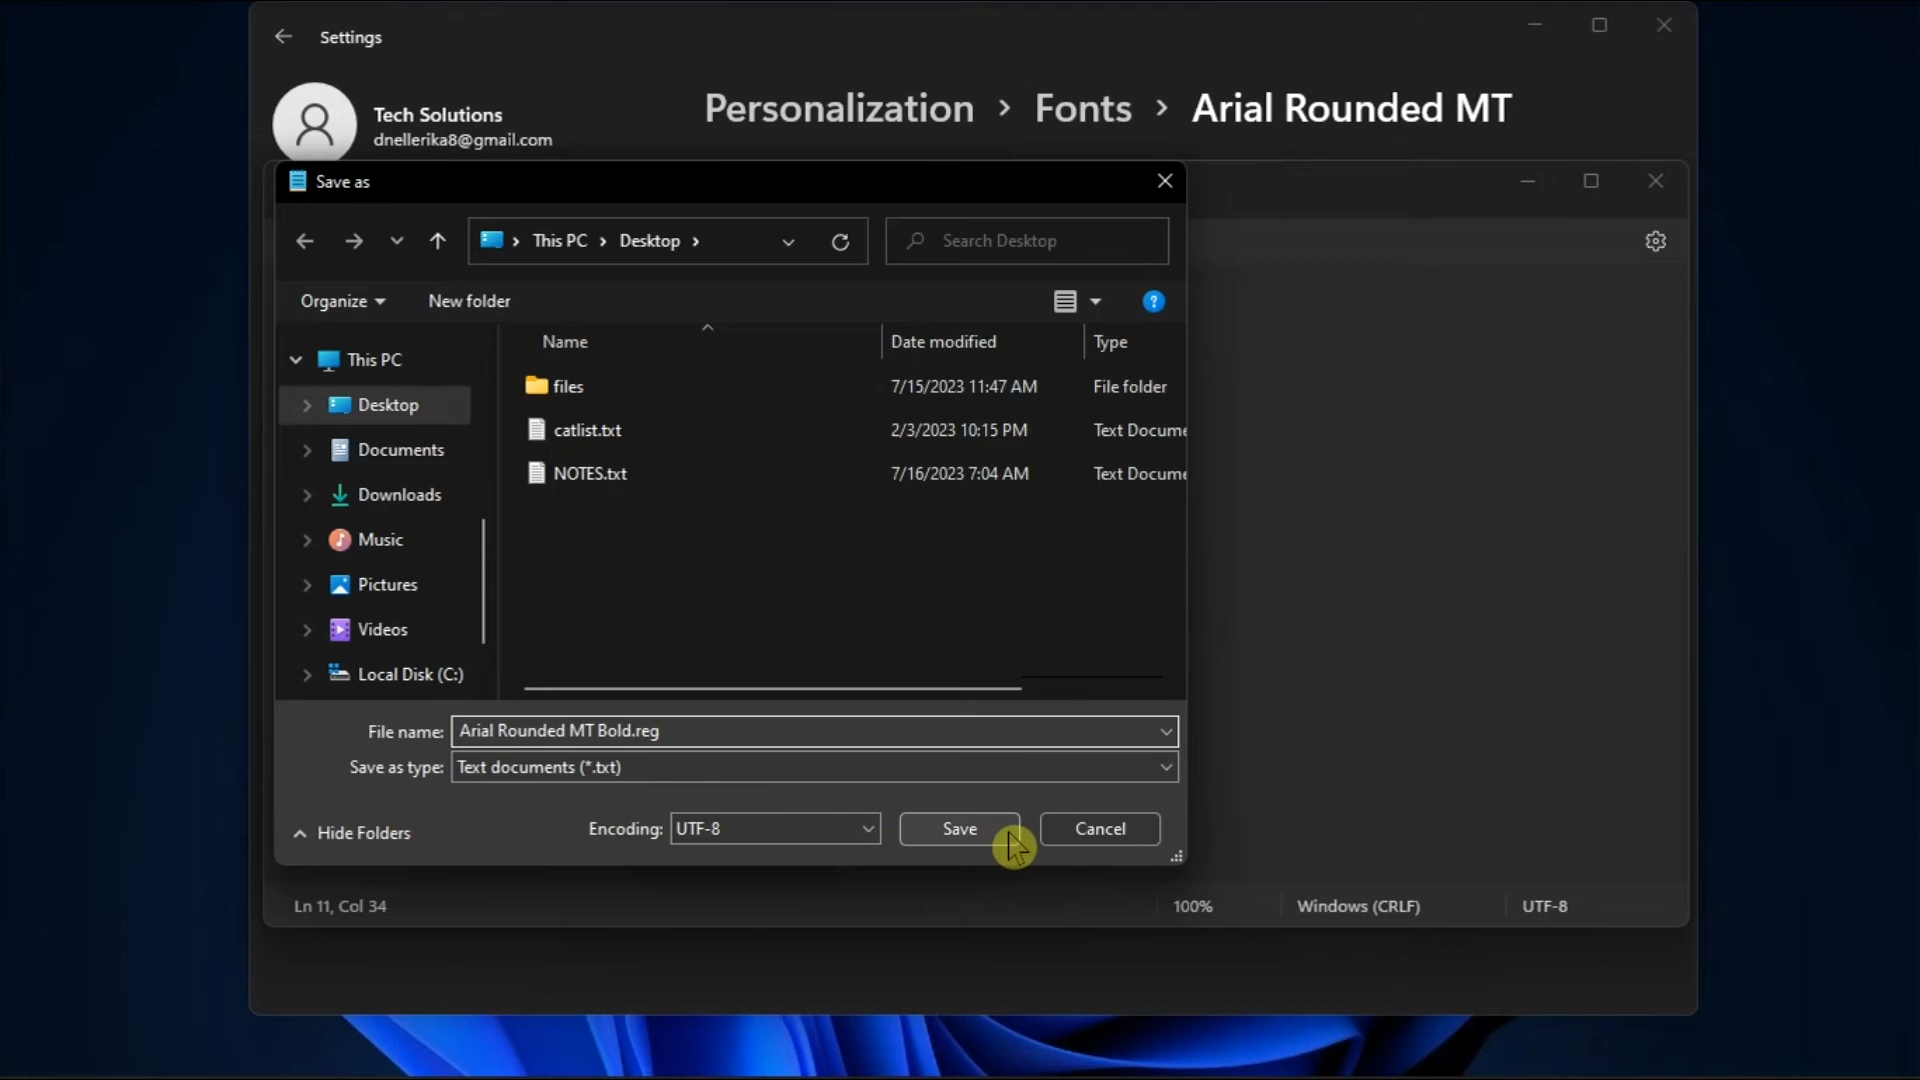 Settings
Tech Solutions
dnellerika8@gmail.com
Personalization › Fonts › Arial Rounded MT
Save as
This PC › Desktop ›
Search Desktop
Organize
New folder
Name
Date modified
Type
This PC
Desktop
Documents
Downloads
Music
Pictures
Videos
Local Disk (C:)
files 7/15/2023 11:47 AM File folder
catlist.txt 2/3/2023 10:15 PM Text Docume
NOTES.txt 7/16/2023 7:04 AM Text Docume
File name: Arial Rounded MT Bold.reg
Save as type: Text documents (*.txt)
Hide Folders
Encoding: UTF-8
Save
Cancel
Ln 11, Col 34
100%
Windows (CRLF)
UTF-8